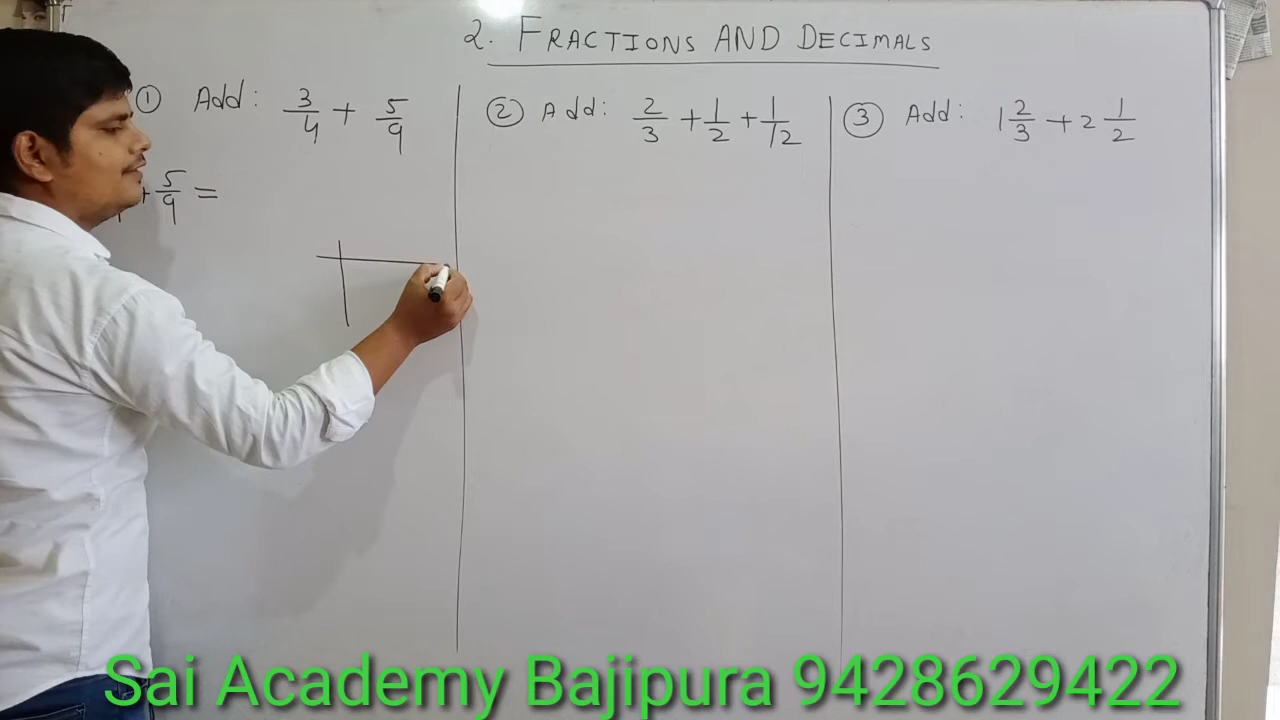 2. FRACTIONS AND DECIMALS
① Add: 3/4 + 5/9
+ 5/9 =
② Add: 2/3 + 1/2 + 1/12
③ Add: 1 2/3 + 2 1/2
Sai Academy Bajipura 9428629422